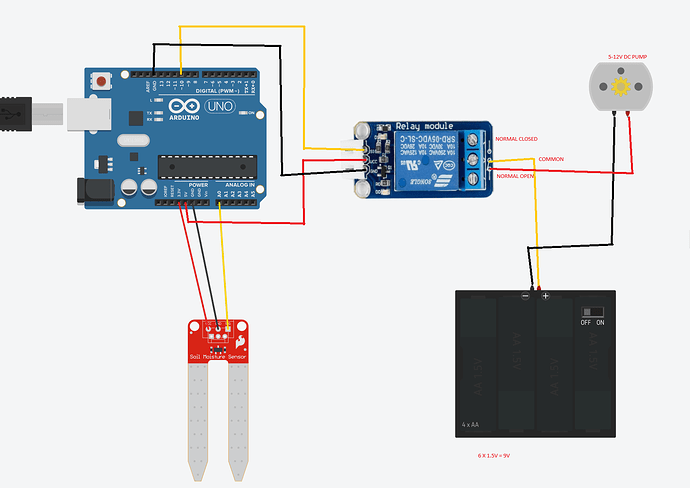 5-12V DC PUMP
AREF
GND
13
12
~11
~10
~9
8
7
~6
~5
4
~3
2
TX→1
RX←0
DIGITAL (PWM~)
L
TX
RX
UNO
ON
ARDUINO
POWER
ANALOG IN
IOREF
RESET
3.3V
5V
GND
GND
Vin
A0
A1
A2
A3
A4
A5
Relay module
VCC
SRD-05VDC-SL-C
10A 250VAC 10A 125VAC
10A 30VDC 10A 28VDC
SONGLE
NORMAL CLOSED
COMMON
NORMAL OPEN
Soil Moisture Sensor
− +
OFF ON
AA 1.5V
AA 1.5V
AA 1.5V
AA 1.5V
4 x AA
6 X 1.5V = 9V